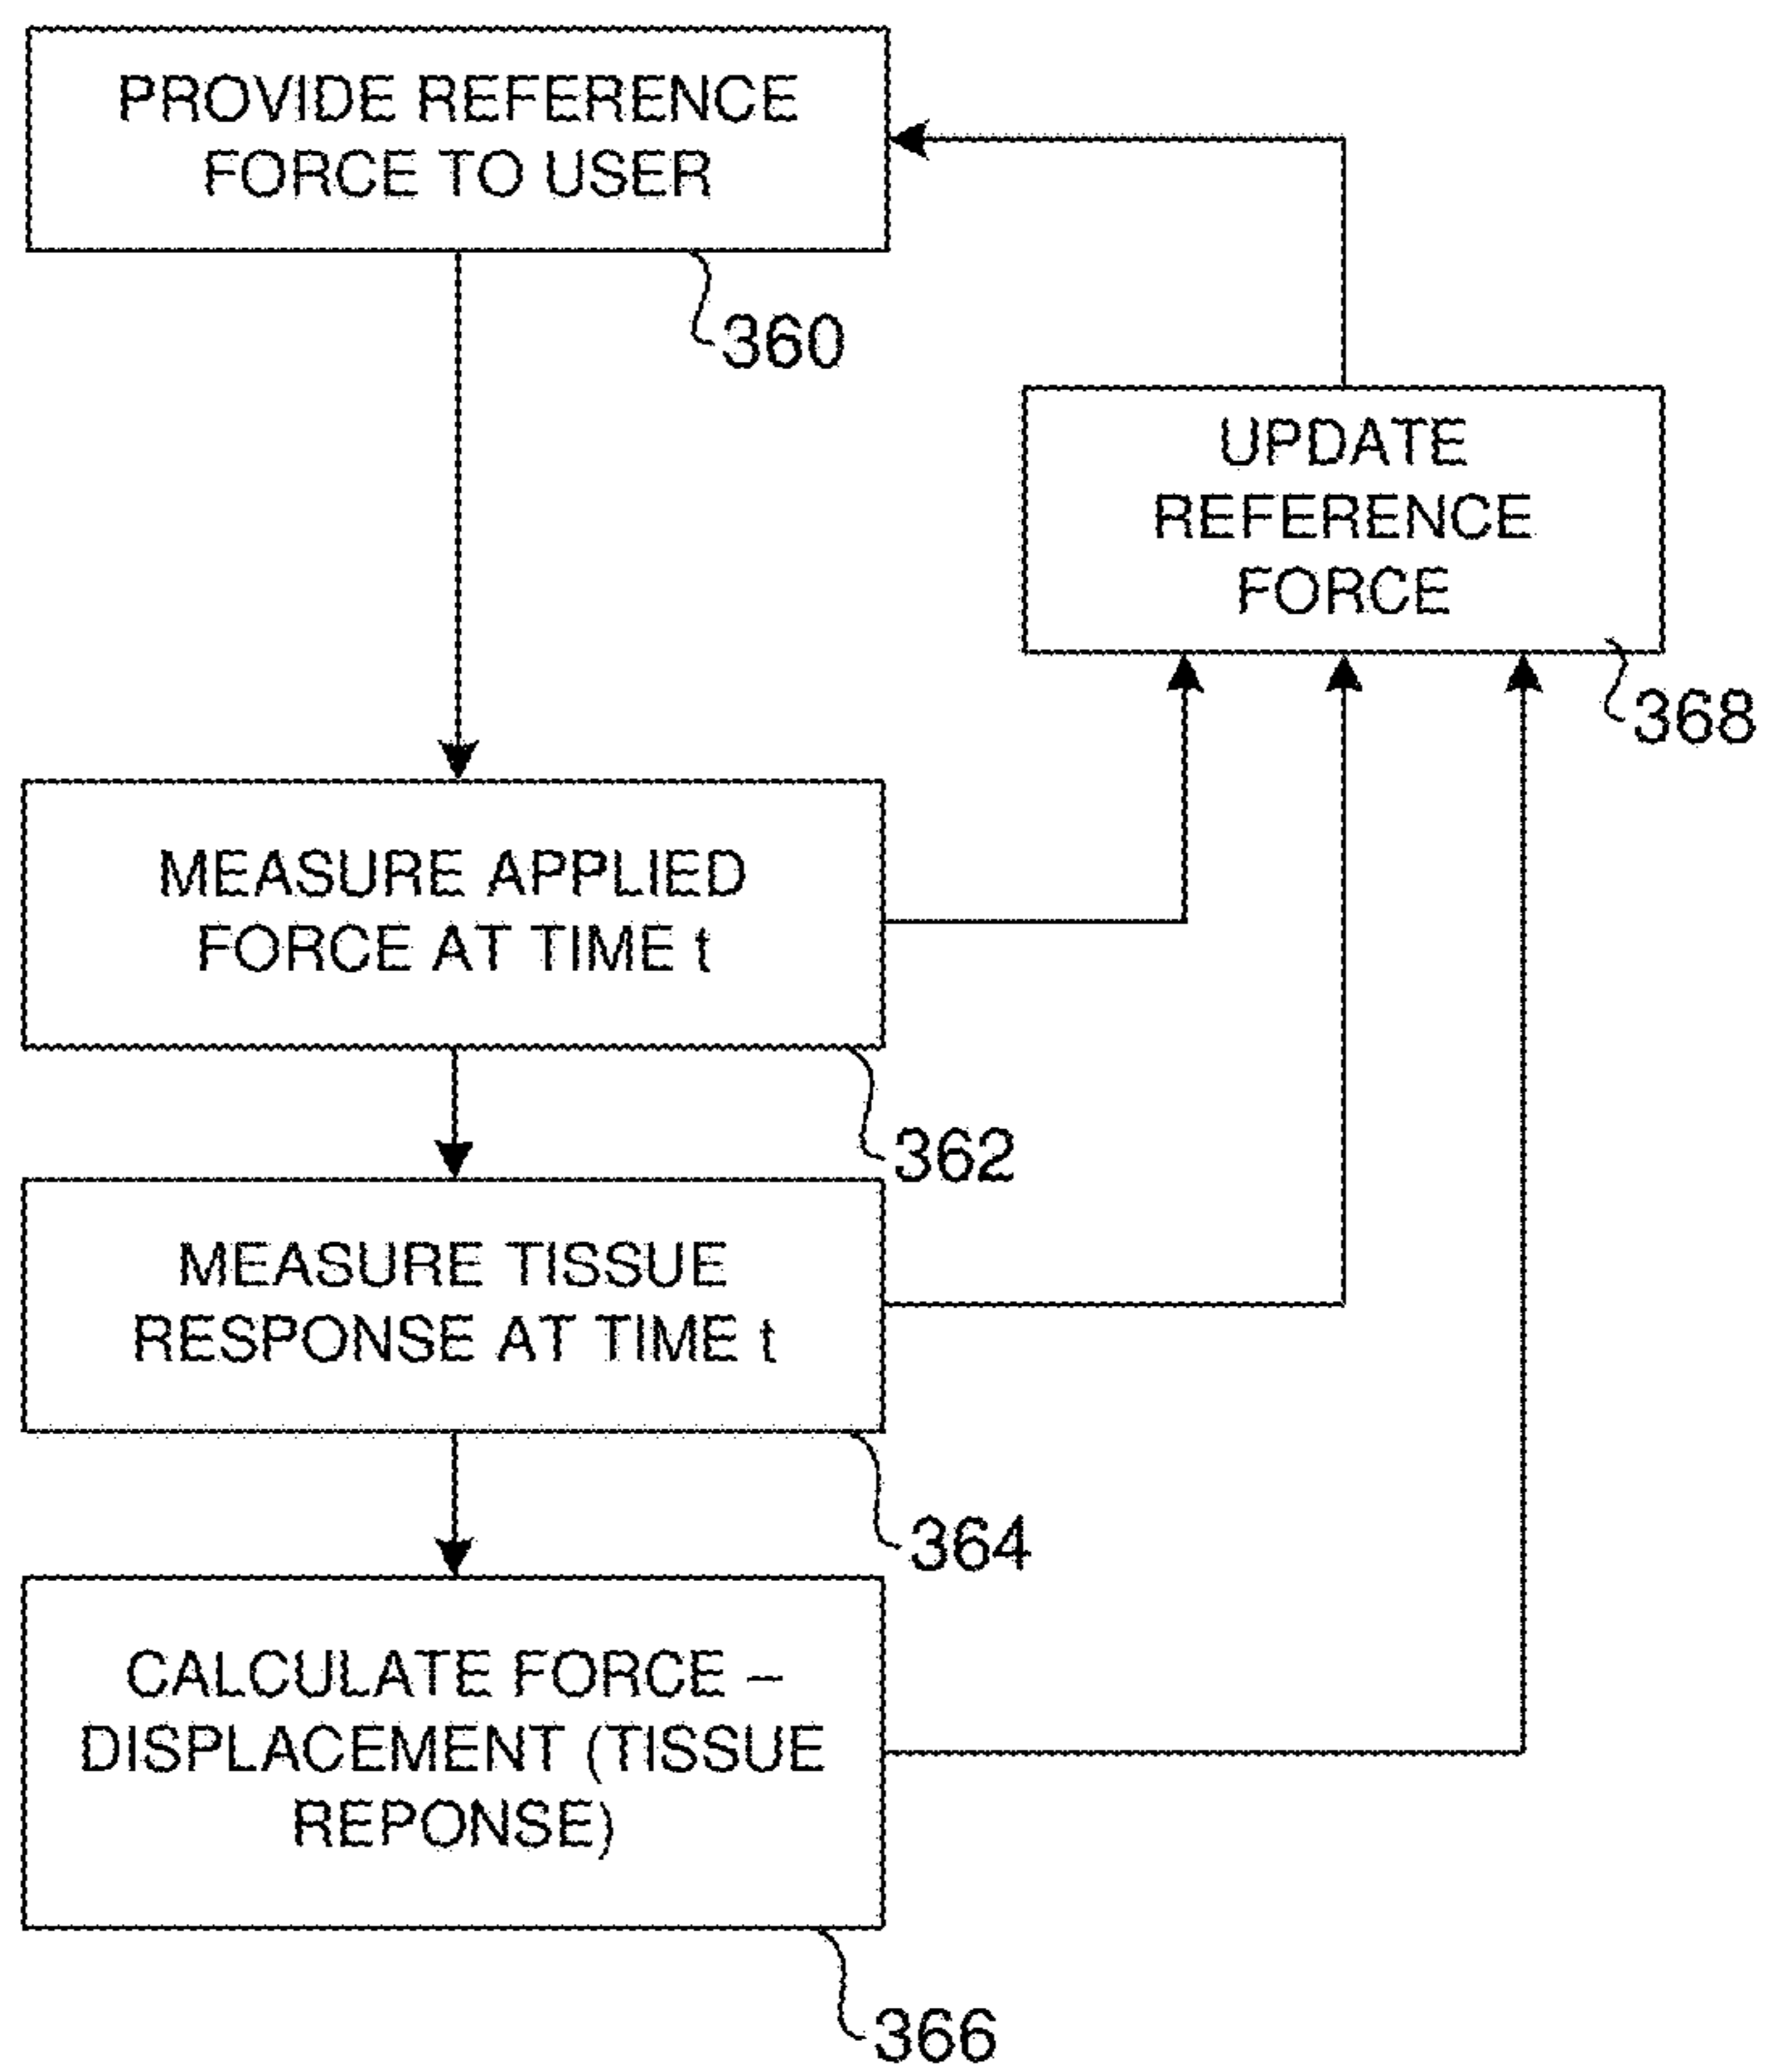 PROVIDE REFERENCE
FORCE TO USER
360
UPDATE
REFERENCE
FORCE
368
MEASURE APPLIED
FORCE AT TIME t
362
MEASURE TISSUE
RESPONSE AT TIME t
364
CALCULATE FORCE –
DISPLACEMENT (TISSUE
REPONSE)
366